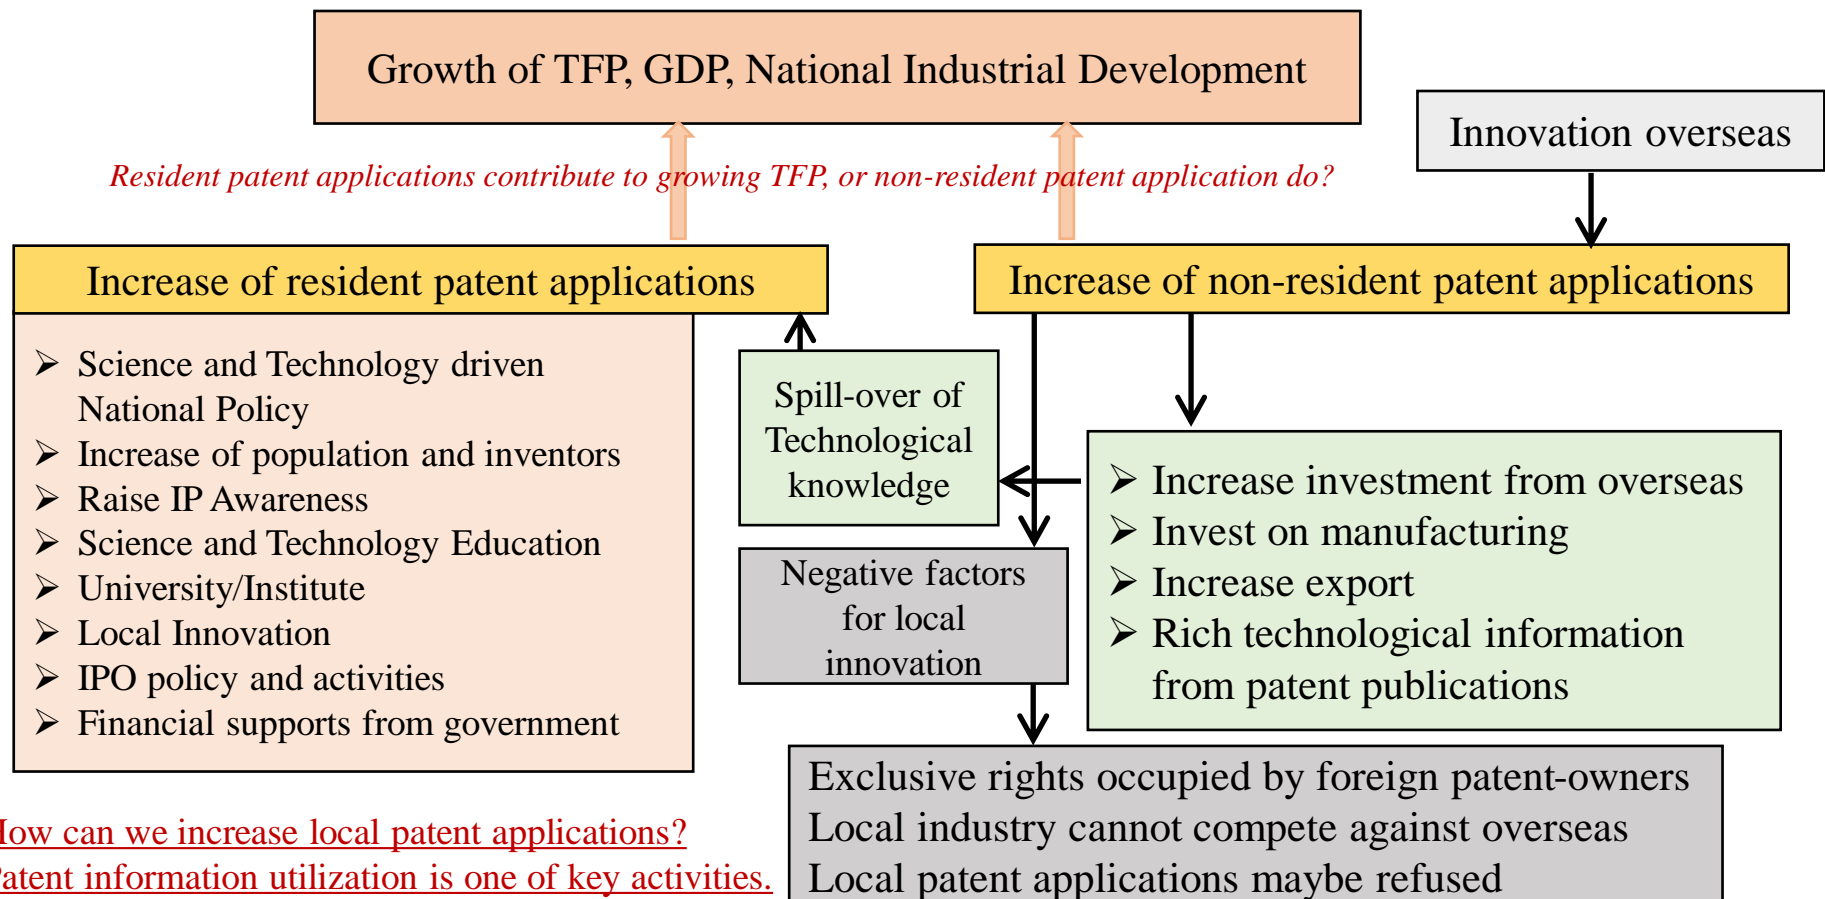 Growth of TFP, GDP, National Industrial Development
Innovation overseas
Resident patent applications contribute to growing TFP, or non-resident patent application do?
Increase of resident patent applications
Increase of non-resident patent applications
➢ Science and Technology driven
National Policy
➢ Increase of population and inventors
➢ Raise IP Awareness
➢ Science and Technology Education
➢ University/Institute
➢ Local Innovation
➢ IPO policy and activities
➢ Financial supports from government
Spill-over of
Technological
knowledge
➢ Increase investment from overseas
➢ Invest on manufacturing
➢ Increase export
➢ Rich technological information
from patent publications
Negative factors
for local
innovation
Exclusive rights occupied by foreign patent-owners
Local industry cannot compete against overseas
Local patent applications maybe refused
How can we increase local patent applications?
Patent information utilization is one of key activities.